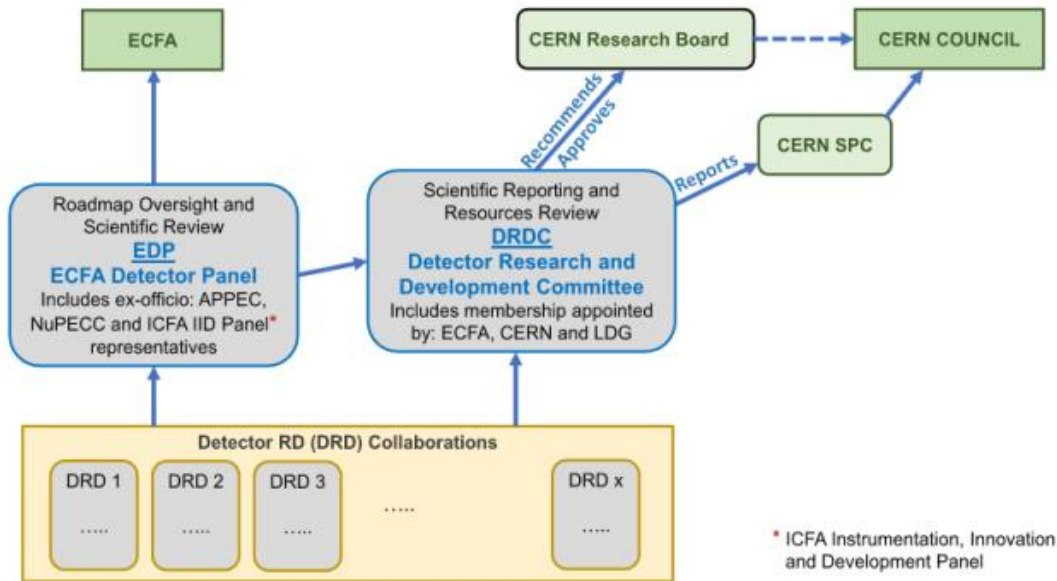 ECFA
CERN Research Board
CERN COUNCIL
Recommends
Approves
CERN SPC
Reports
Roadmap Oversight and
Scientific Review
EDP
ECFA Detector Panel
Includes ex-officio: APPEC,
NuPECC and ICFA IID Panel*
representatives
Scientific Reporting and
Resources Review
DRDC
Detector Research and
Development Committee
Includes membership appointed
by: ECFA, CERN and LDG
Detector RD (DRD) Collaborations
DRD 1
.....
DRD 2
.....
DRD 3
.....
.....
DRD x
.....
* ICFA Instrumentation, Innovation
and Development Panel